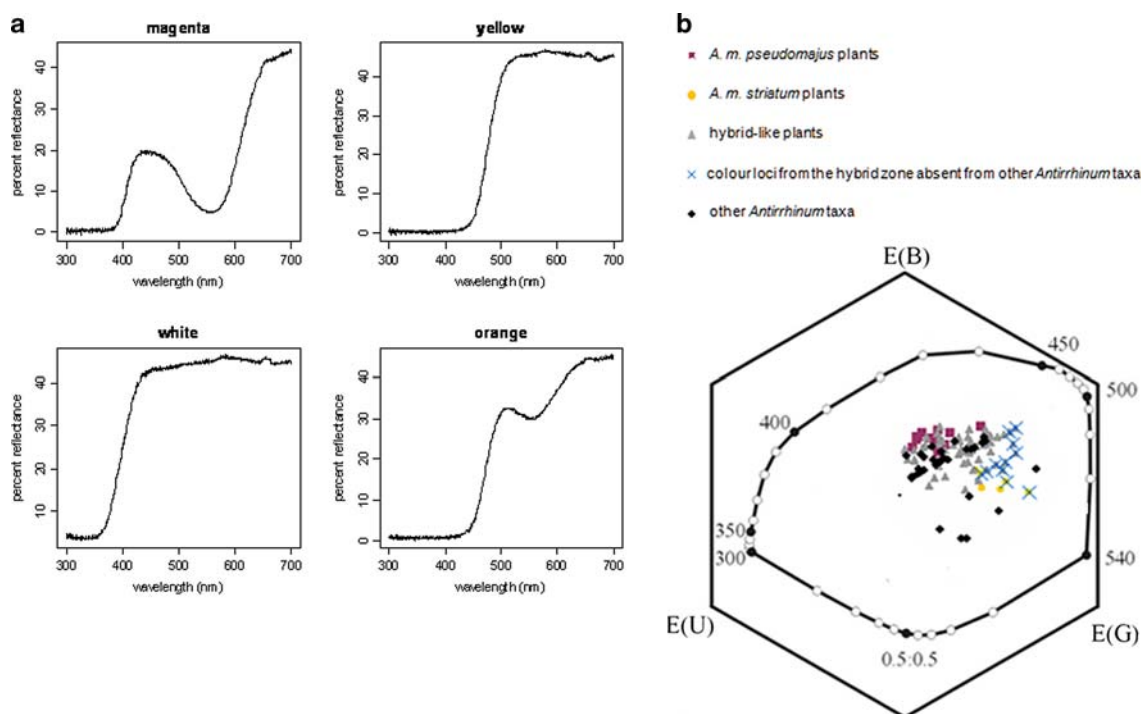 a
magenta
percent reflectance
0 10 20 30 40
300 400 500 600 700
wavelength (nm)
yellow
percent reflectance
0 10 20 30 40
300 400 500 600 700
wavelength (nm)
white
percent reflectance
10 20 30 40
300 400 500 600 700
wavelength (nm)
orange
percent reflectance
0 10 20 30 40
300 400 500 600 700
wavelength (nm)
b
A. m. pseudomajus plants
A. m. striatum plants
hybrid-like plants
colour loci from the hybrid zone absent from other Antirrhinum taxa
other Antirrhinum taxa
E(B)
450
500
400
350
300
540
E(U)
E(G)
0.5:0.5